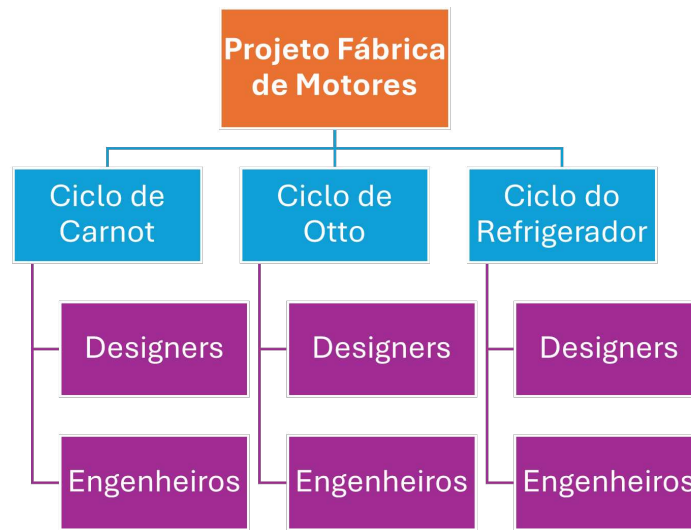 Projeto Fábrica
de Motores
Ciclo de
Carnot
Ciclo de
Otto
Ciclo do
Refrigerador
Designers
Designers
Designers
Engenheiros
Engenheiros
Engenheiros